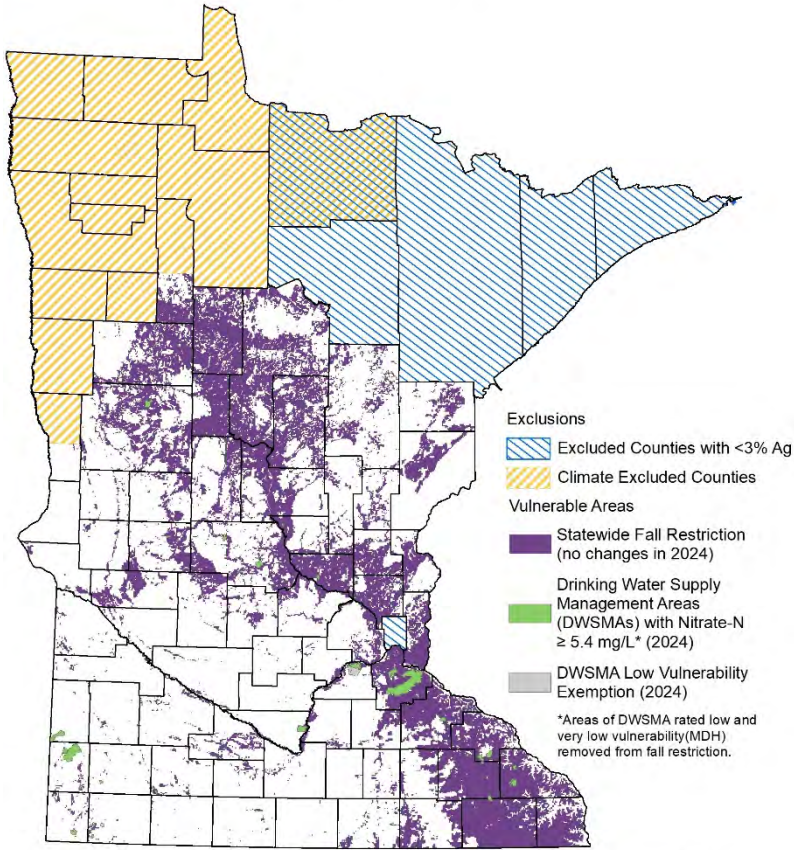 Exclusions
Excluded Counties with <3% Ag
Climate Excluded Counties
Vulnerable Areas
Statewide Fall Restriction
(no changes in 2024)
Drinking Water Supply
Management Areas
(DWSMAs) with Nitrate-N
≥ 5.4 mg/L* (2024)
DWSMA Low Vulnerability
Exemption (2024)
*Areas of DWSMA rated low and
very low vulnerability(MDH)
removed from fall restriction.